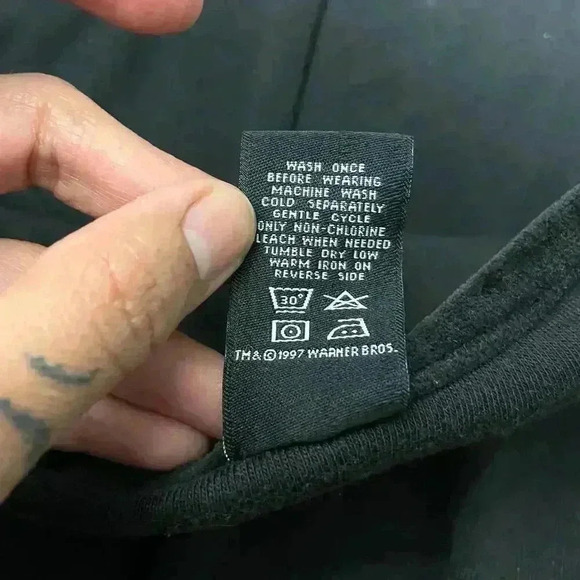 WASH ONCE
BEFORE WEARING
MACHINE WASH
COLD SEPARATELY
GENTLE CYCLE
ONLY NON-CHLORINE
LEACH WHEN NEEDED
TUMBLE DRY LOW
WARM IRON ON
REVERSE SIDE
30°
TM & © 1997 WARNER BROS.